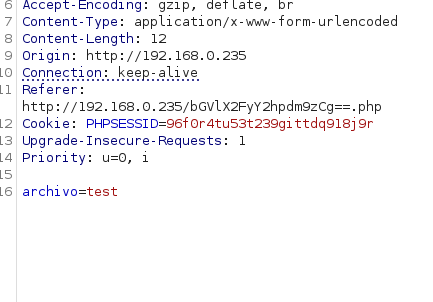 6 Accept-Encoding: gzip, deflate, br
7 Content-Type: application/x-www-form-urlencoded
8 Content-Length: 12
9 Origin: http://192.168.0.235
10 Connection: keep-alive
11 Referer:
http://192.168.0.235/bGVlX2FyY2hpdm9zCg==.php
12 Cookie: PHPSESSID=96f0r4tu53t239gittdq918j9r
13 Upgrade-Insecure-Requests: 1
14 Priority: u=0, i
15
16 archivo=test